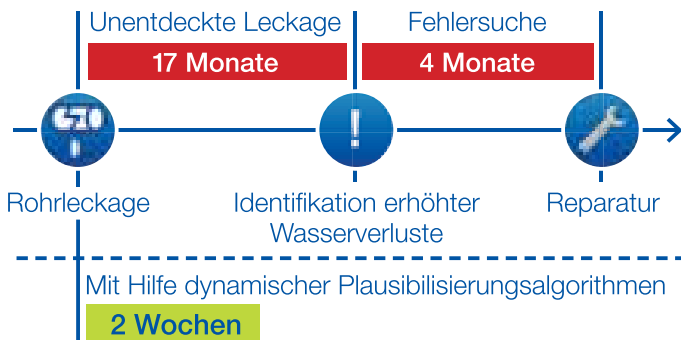 Unentdeckte Leckage
Fehlersuche
17 Monate
4 Monate
!
Rohrleckage
Identifikation erhöhter
Wasserverluste
Reparatur
Mit Hilfe dynamischer Plausibilisierungsalgorithmen
2 Wochen